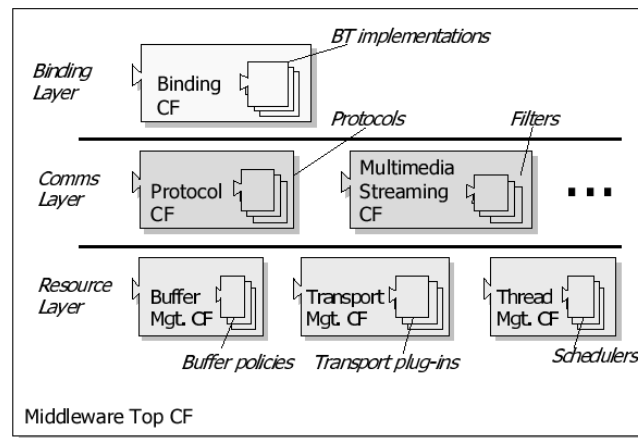 BT implementations
Binding
Layer
Binding
CF
Protocols
Filters
Comms
Layer
Protocol
CF
Multimedia
Streaming
CF
...
Resource
Layer
Buffer
Mgt. CF
Transport
Mgt. CF
Thread
Mgt. CF
Buffer policies
Transport plug-ins
Schedulers
Middleware Top CF